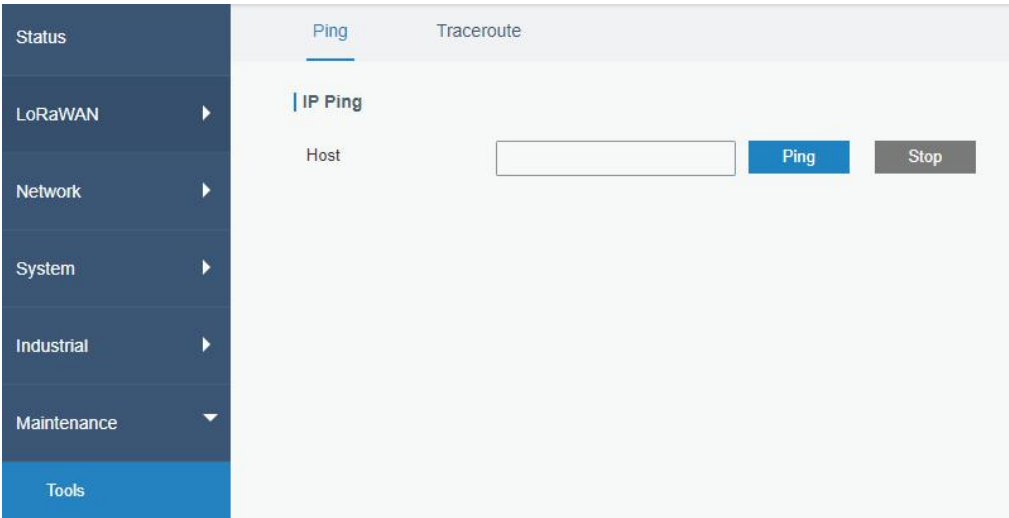 Status
LoRaWAN
Network
System
Industrial
Maintenance
Tools
Ping Traceroute
IP Ping
Host Ping Stop